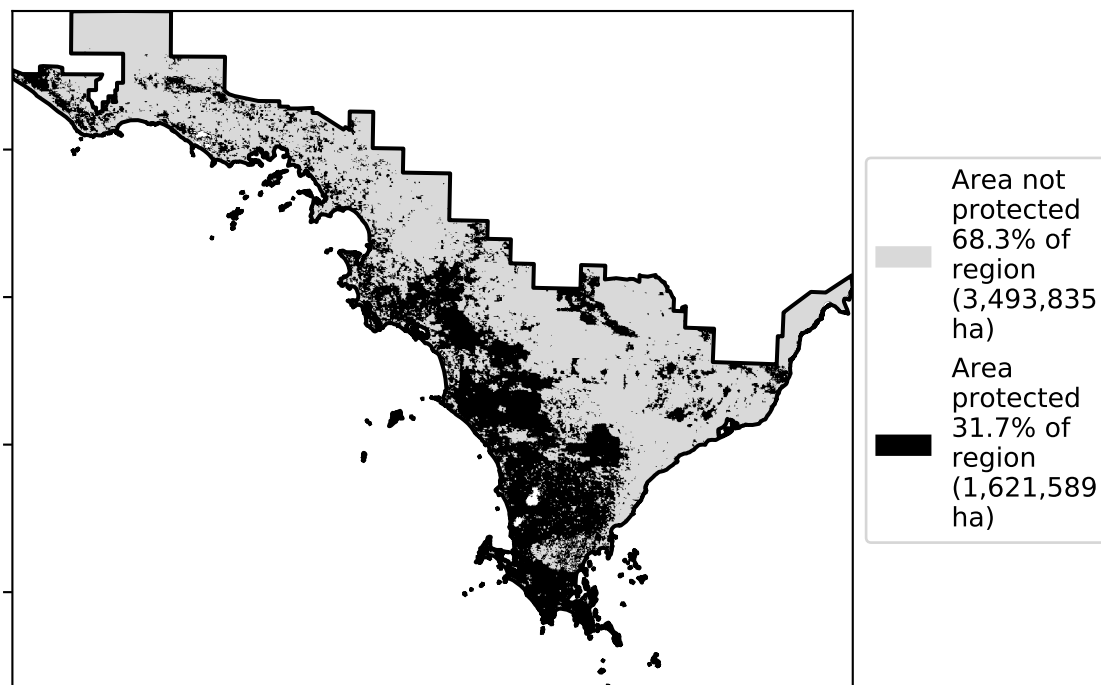 Area not
protected
68.3% of
region
(3,493,835
ha)
Area
protected
31.7% of
region
(1,621,589
ha)